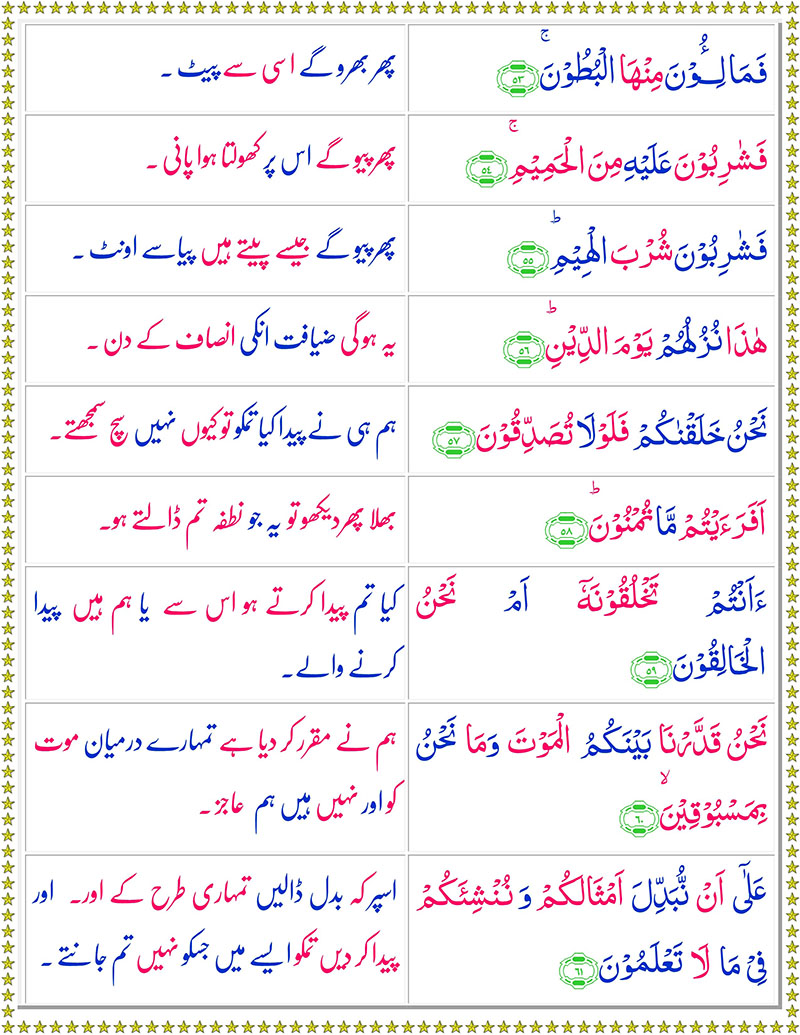 فَمَالِـُٔوْنَ مِنْهَا الْبُطُوْنَ ۚ ﴿٥٣﴾
پھر بھرو گے اسی سے پیٹ ۔
فَشٰرِبُوْنَ عَلَيْهِ مِنَ الْحَمِيْمِ ۚ ﴿٥٤﴾
پھر پیو گے اس پر کھولتا ہوا پانی ۔
فَشٰرِبُوْنَ شُرْبَ الْهِيْمِ ؕ ﴿٥٥﴾
پھر پیو گے جیسے پیتے ہیں پیاسے اونٹ ۔
هٰذَا نُزُلُهُمْ يَوْمَ الدِّيْنِ ؕ ﴿٥٦﴾
یہ ہوگی ضیافت انکی انصاف کے دن ۔
نَحْنُ خَلَقْنٰكُمْ فَلَوْلَا تُصَدِّقُوْنَ ﴿٥٧﴾
ہم ہی نے پیدا کیا تمکو تو کیوں نہیں سچ سمجھتے۔
اَفَرَءَيْتُمْ مَّا تُمْنُوْنَ ؕ ﴿٥٨﴾
بھلا پھر دیکھو تو یہ جو نطفہ تم ڈالتے ہو۔
ءَاَنْتُمْ تَخْلُقُوْنَهٗۤ اَمْ نَحْنُ
الْخَالِقُوْنَ ﴿٥٩﴾
کیا تم پیدا کرتے ہو اس سے یا ہم ہیں پیدا
کرنے والے۔
نَحْنُ قَدَّرْنَا بَيْنَكُمُ الْمَوْتَ وَمَا نَحْنُ
بِمَسْبُوْقِيْنَ ۙ ﴿٦٠﴾
ہم نے مقرر کر دیا ہے تمہارے درمیان موت
کو اور نہیں ہیں ہم عاجز۔
عَلٰۤى اَنْ نُّبَدِّلَ اَمْثَالَكُمْ وَ نُنْشِئَكُمْ
فِيْ مَا لَا تَعْلَمُوْنَ ﴿٦١﴾
اسپر کہ بدل ڈالیں تمہاری طرح کے اور۔ اور
پیدا کر دیں تمکو ایسے میں جسکو نہیں تم جانتے ۔